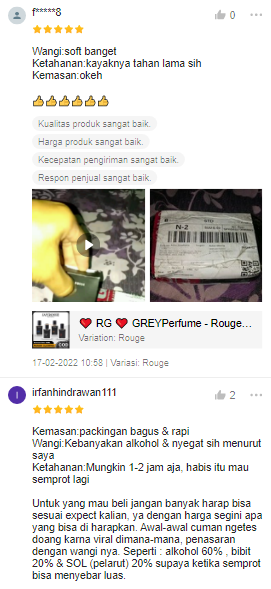 f*****8
0
Wangi:soft banget
Ketahanan:kayaknya tahan lama sih
Kemasan:okeh
👍👍👍👍👍👍
Kualitas produk sangat baik.
Harga produk sangat baik.
Kecepatan pengiriman sangat baik.
Respon penjual sangat baik.
N-2
❤️ RG ❤️ GREYPerfume - Rouge...
Variation: Rouge
17-02-2022 10:58 | Variasi: Rouge
I
irfanhindrawan111
2
Kemasan:packingan bagus & rapi
Wangi:Kebanyakan alkohol & nyegat sih menurut
saya
Ketahanan:Mungkin 1-2 jam aja, habis itu mau
semprot lagi
Untuk yang mau beli jangan banyak harap bisa
sesuai expect kalian, ya dengan harga segini apa
yang bisa di harapkan. Awal-awal cuman ngetes
doang karna viral dimana-mana, penasaran
dengan wangi nya. Seperti : alkohol 60% , bibit
20% & SOL (pelarut) 20% supaya ketika semprot
bisa menyebar luas.